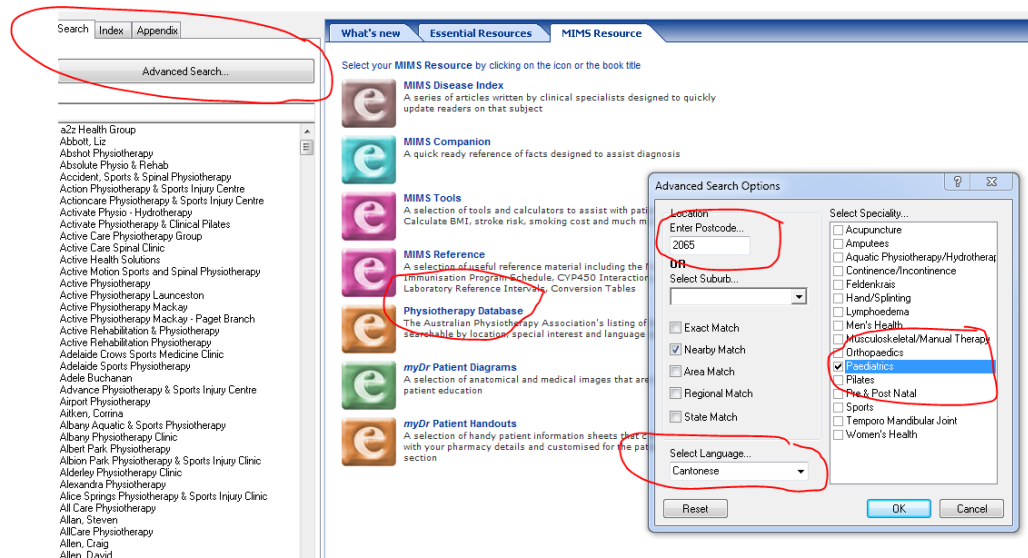 Search Index Appendix
Advanced Search...
a2z Health Group
Abbott, Liz
Abshot Physiotherapy
Absolute Physio & Rehab
Accident, Sports & Spinal Physiotherapy
Action Physiotherapy & Sports Injury Centre
Actioncare Physiotherapy & Sports Injury Centre
Activate Physio - Hydrotherapy
Activate Physiotherapy & Clinical Pilates
Active Care Physiotherapy Group
Active Care Spinal Clinic
Active Health Solutions
Active Motion Sports and Spinal Physiotherapy
Active Physiotherapy
Active Physiotherapy Launceston
Active Physiotherapy Mackay
Active Physiotherapy Mackay - Paget Branch
Active Rehabilitation & Physiotherapy
Active Rehabilitation Physiotherapy
Adelaide Crows Sports Medicine Clinic
Adelaide Sports Physiotherapy
Adele Buchanan
Advance Physiotherapy & Sports Injury Centre
Airport Physiotherapy
Aitken, Corrina
Albany Aquatic & Sports Physiotherapy
Albany Physiotherapy Clinic
Albert Park Physiotherapy
Albion Park Physiotherapy & Sports Injury Clinic
Alderley Physiotherapy Clinic
Alexandra Physiotherapy
Alice Springs Physiotherapy & Sports Injury Clinic
All Care Physiotherapy
Allan, Steven
AllCare Physiotherapy
Allen, Craig
Allen, David
What's new Essential Resources MIMS Resource
Select your MIMS Resource by clicking on the icon or the book title
MIMS Disease Index
A series of articles written by clinical specialists designed to quickly
update readers on that subject
MIMS Companion
A quick ready reference of facts designed to assist diagnosis
MIMS Tools
A selection of tools and calculators to assist with
Calculate BMI, stroke risk, smoking cost and much
MIMS Reference
A selection of useful reference material including the
Immunisation Program Schedule, CYP450
Laboratory Reference Intervals, Conversion Tables
Physiotherapy Database
The Australian Physiotherapy Association's listing of
searchable by location, special interest and language
myDr Patient Diagrams
A selection of anatomical and medical images that are
patient education
myDr Patient Handouts
A selection of handy patient information sheets that
with your pharmacy details and customised for the
section
Advanced Search Options
Location
Enter Postcode...
2065
OR
Select Suburb...
Exact Match
Nearby Match
Area Match
Regional Match
State Match
Select Language...
Cantonese
Select Speciality...
Acupuncture
Amputees
Aquatic Physiotherapy/Hydrotherap
Continence/Incontinence
Feldenkrais
Hand/Splinting
Lymphoedema
Men's Health
Musculoskeletal/Manual Therapy
Orthopaedics
Paediatrics
Pilates
Pre & Post Natal
Sports
Temporo Mandibular Joint
Women's Health
Reset OK Cancel